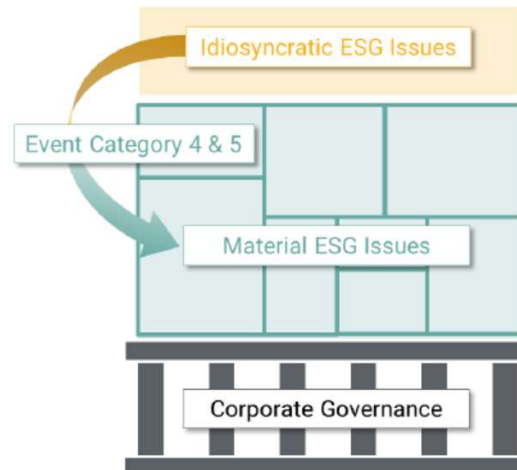 Idiosyncratic ESG Issues
Event Category 4 & 5
Material ESG Issues
Corporate Governance